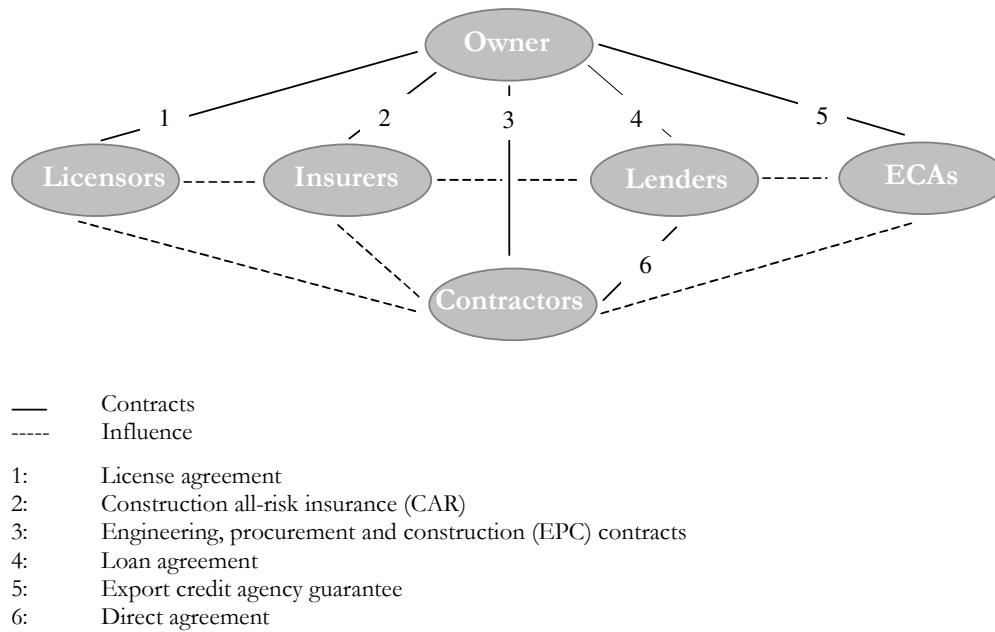 Owner
1 2 3 4 5
Licensors Insurers Lenders ECAs
6
Contractors
Contracts
Influence
1: License agreement
2: Construction all-risk insurance (CAR)
3: Engineering, procurement and construction (EPC) contracts
4: Loan agreement
5: Export credit agency guarantee
6: Direct agreement